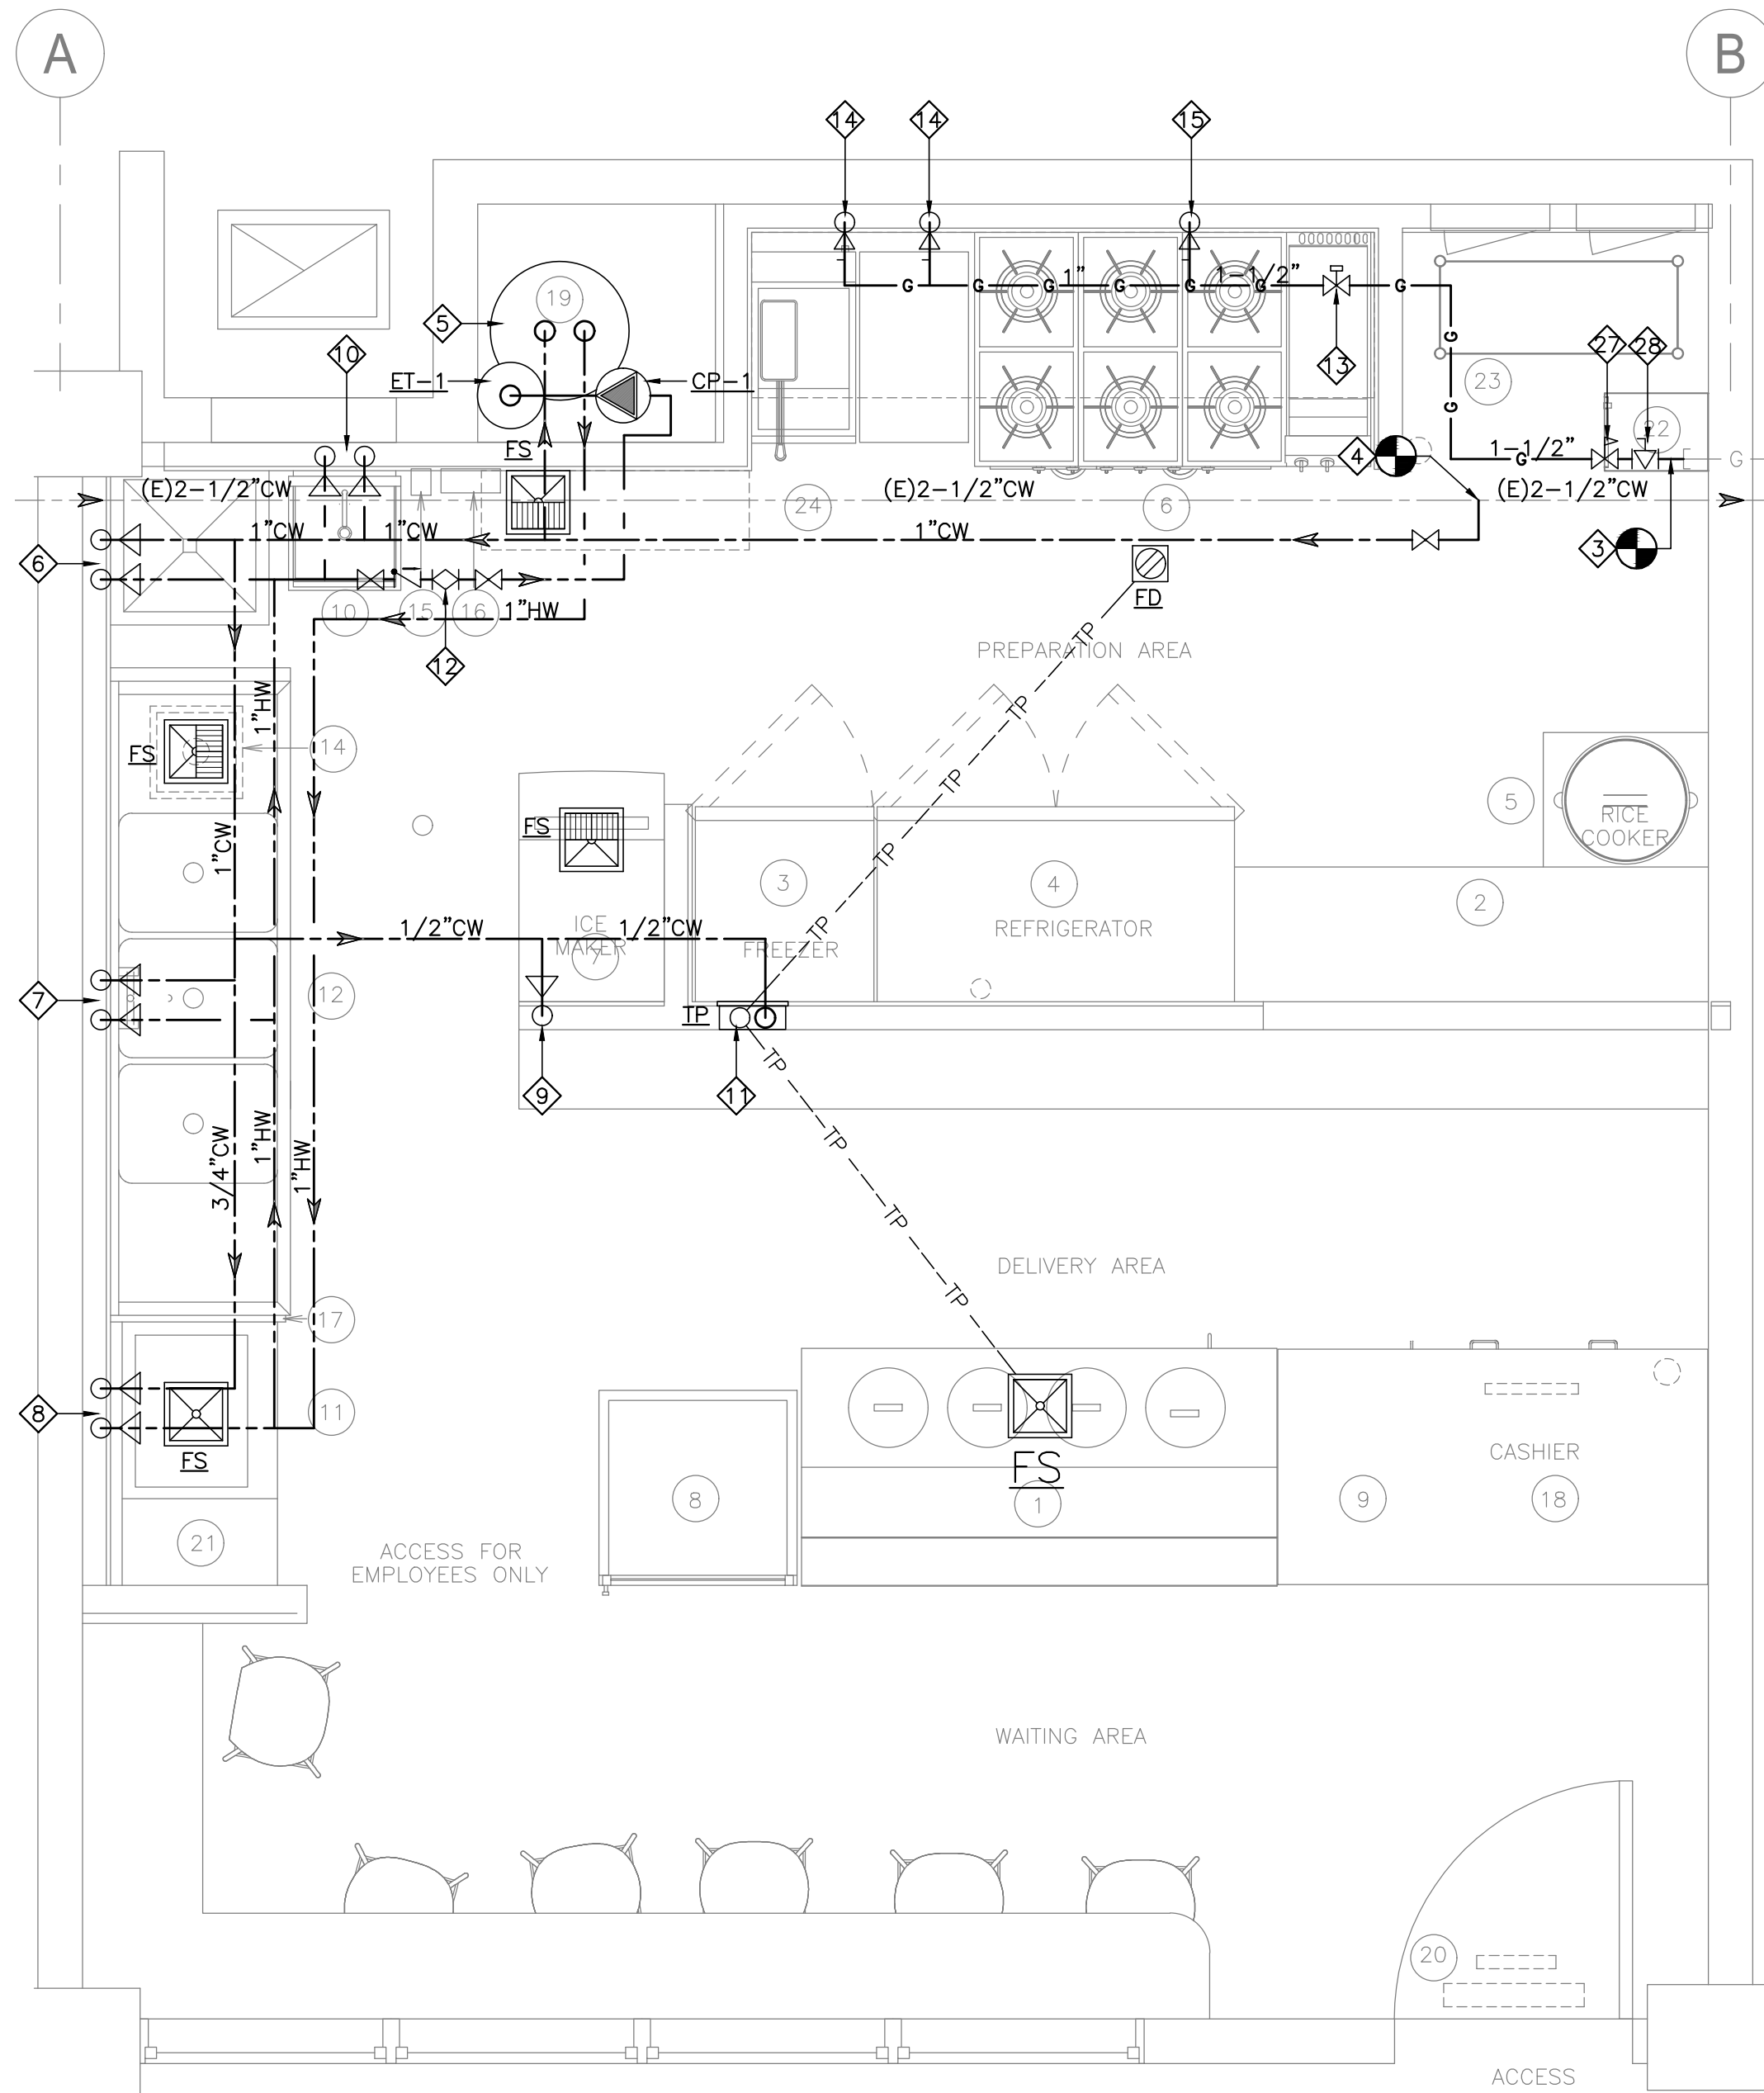 A
B
14
14
15
19
5
10
ET-1
CP-1
G
G
1"
G
G
G
1-1/2"
G
G
G
G
13
27
28
23
22
FS
4
1-1/2"
G
G
(E)2-1/2"CW
24
(E)2-1/2"CW
6
(E)2-1/2"CW
1"CW
1"CW
1"CW
6
3
10
15
16
1"HW
FD
12
TP
PREPARATION AREA
1"HW
TP
FS
14
TP
5
RICE
COOKER
1"CW
FS
TP
3
4
2
1/2"CW
ICE
MAKER
7
1/2"CW
TP
FREEZER
REFRIGERATOR
7
12
TP
TP
9
11
3/4"CW
1"HW
1"HW
TP
TP
DELIVERY AREA
TP
17
8
11
FS
FS
CASHIER
8
1
9
18
21
ACCESS FOR
EMPLOYEES ONLY
WAITING AREA
20
ACCESS